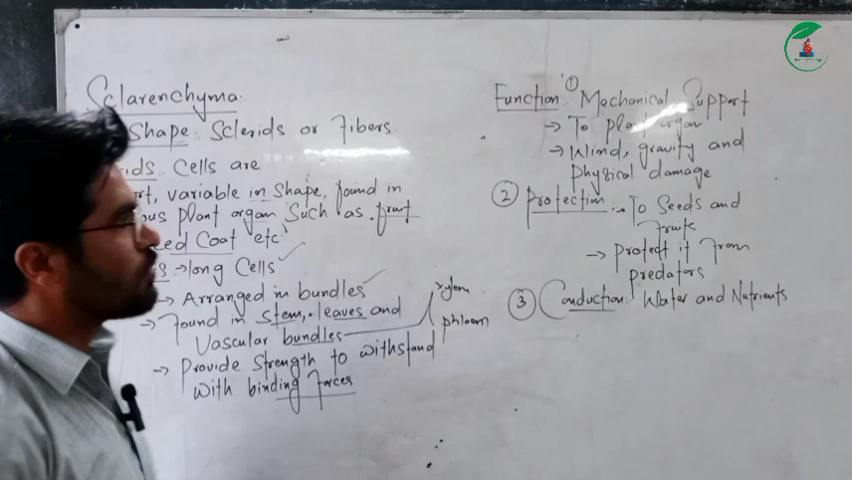 Sclarenchyma:
Shape: Sclerids or Fibers
Cells are
variable in shape, found in
plant organ Such as fruit
Coat etc
→ long Cells
→ Arranged in bundles
→ Found in stem, leaves and
Vascular bundles
xylem
phloem
→ Provide Strength to withstand
with binding Forces
Function: ① Mechanical Support
→ To plant organ
→ Wind, gravity and
physical damage
② Protection → To Seeds and
Fruits
→ Protect it from
predators
③ Conduction: Water and Nutrients